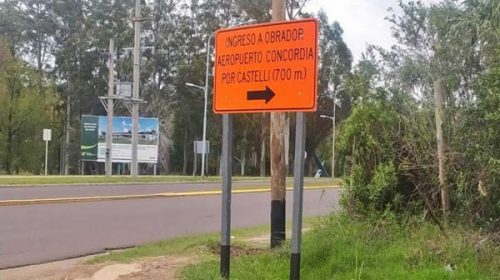 INGRESO A OBRADOR
AEROPUERTO CONCORDIA
POR CASTELLI (700 m.)